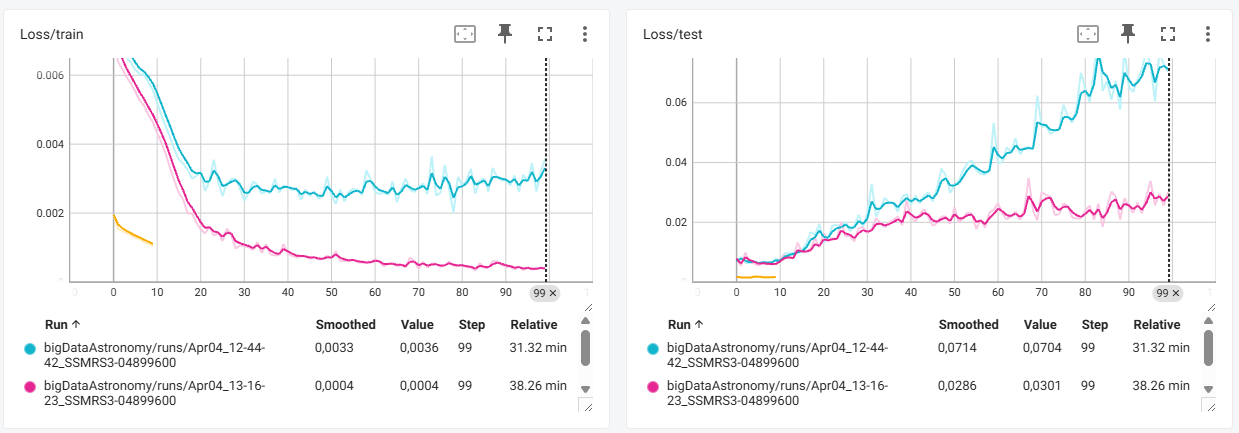 Loss/train
0.006
0.004
0.002
0 10 20 30 40 50 60 70 80 90 99 ×
Run ↑ Smoothed Value Step Relative
bigDataAstronomy/runs/Apr04_12-44- 0,0033 0,0036 99 31.32 min
42_SSMRS3-04899600
bigDataAstronomy/runs/Apr04_13-16- 0,0004 0,0004 99 38.26 min
23_SSMRS3-04899600
Loss/test
0.06
0.04
0.02
0 10 20 30 40 50 60 70 80 90 99 ×
Run ↑ Smoothed Value Step Relative
bigDataAstronomy/runs/Apr04_12-44- 0,0714 0,0704 99 31.32 min
42_SSMRS3-04899600
bigDataAstronomy/runs/Apr04_13-16- 0,0286 0,0301 99 38.26 min
23_SSMRS3-04899600